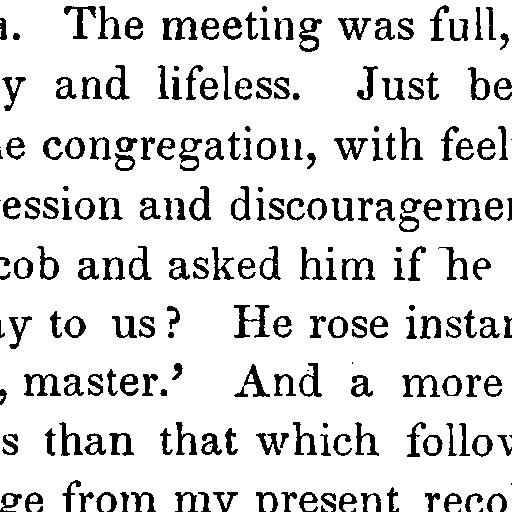 . The meeting was full,
y and lifeless. Just be
e congregation, with feel
ession and discouragemen
cob and asked him if he
y to us? He rose instan
, master.’ And a more
s than that which follow
ge from my present reco